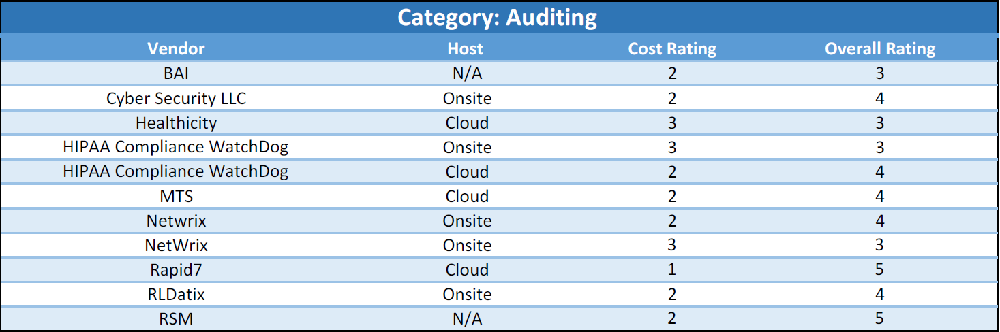 Category: Auditing
Vendor Host Cost Rating Overall Rating
BAI N/A 2 3
Cyber Security LLC Onsite 2 4
Healthicity Cloud 3 3
HIPAA Compliance WatchDog Onsite 3 3
HIPAA Compliance WatchDog Cloud 2 4
MTS Cloud 2 4
Netwrix Onsite 2 4
NetWrix Onsite 3 3
Rapid7 Cloud 1 5
RLDatix Onsite 2 4
RSM N/A 2 5